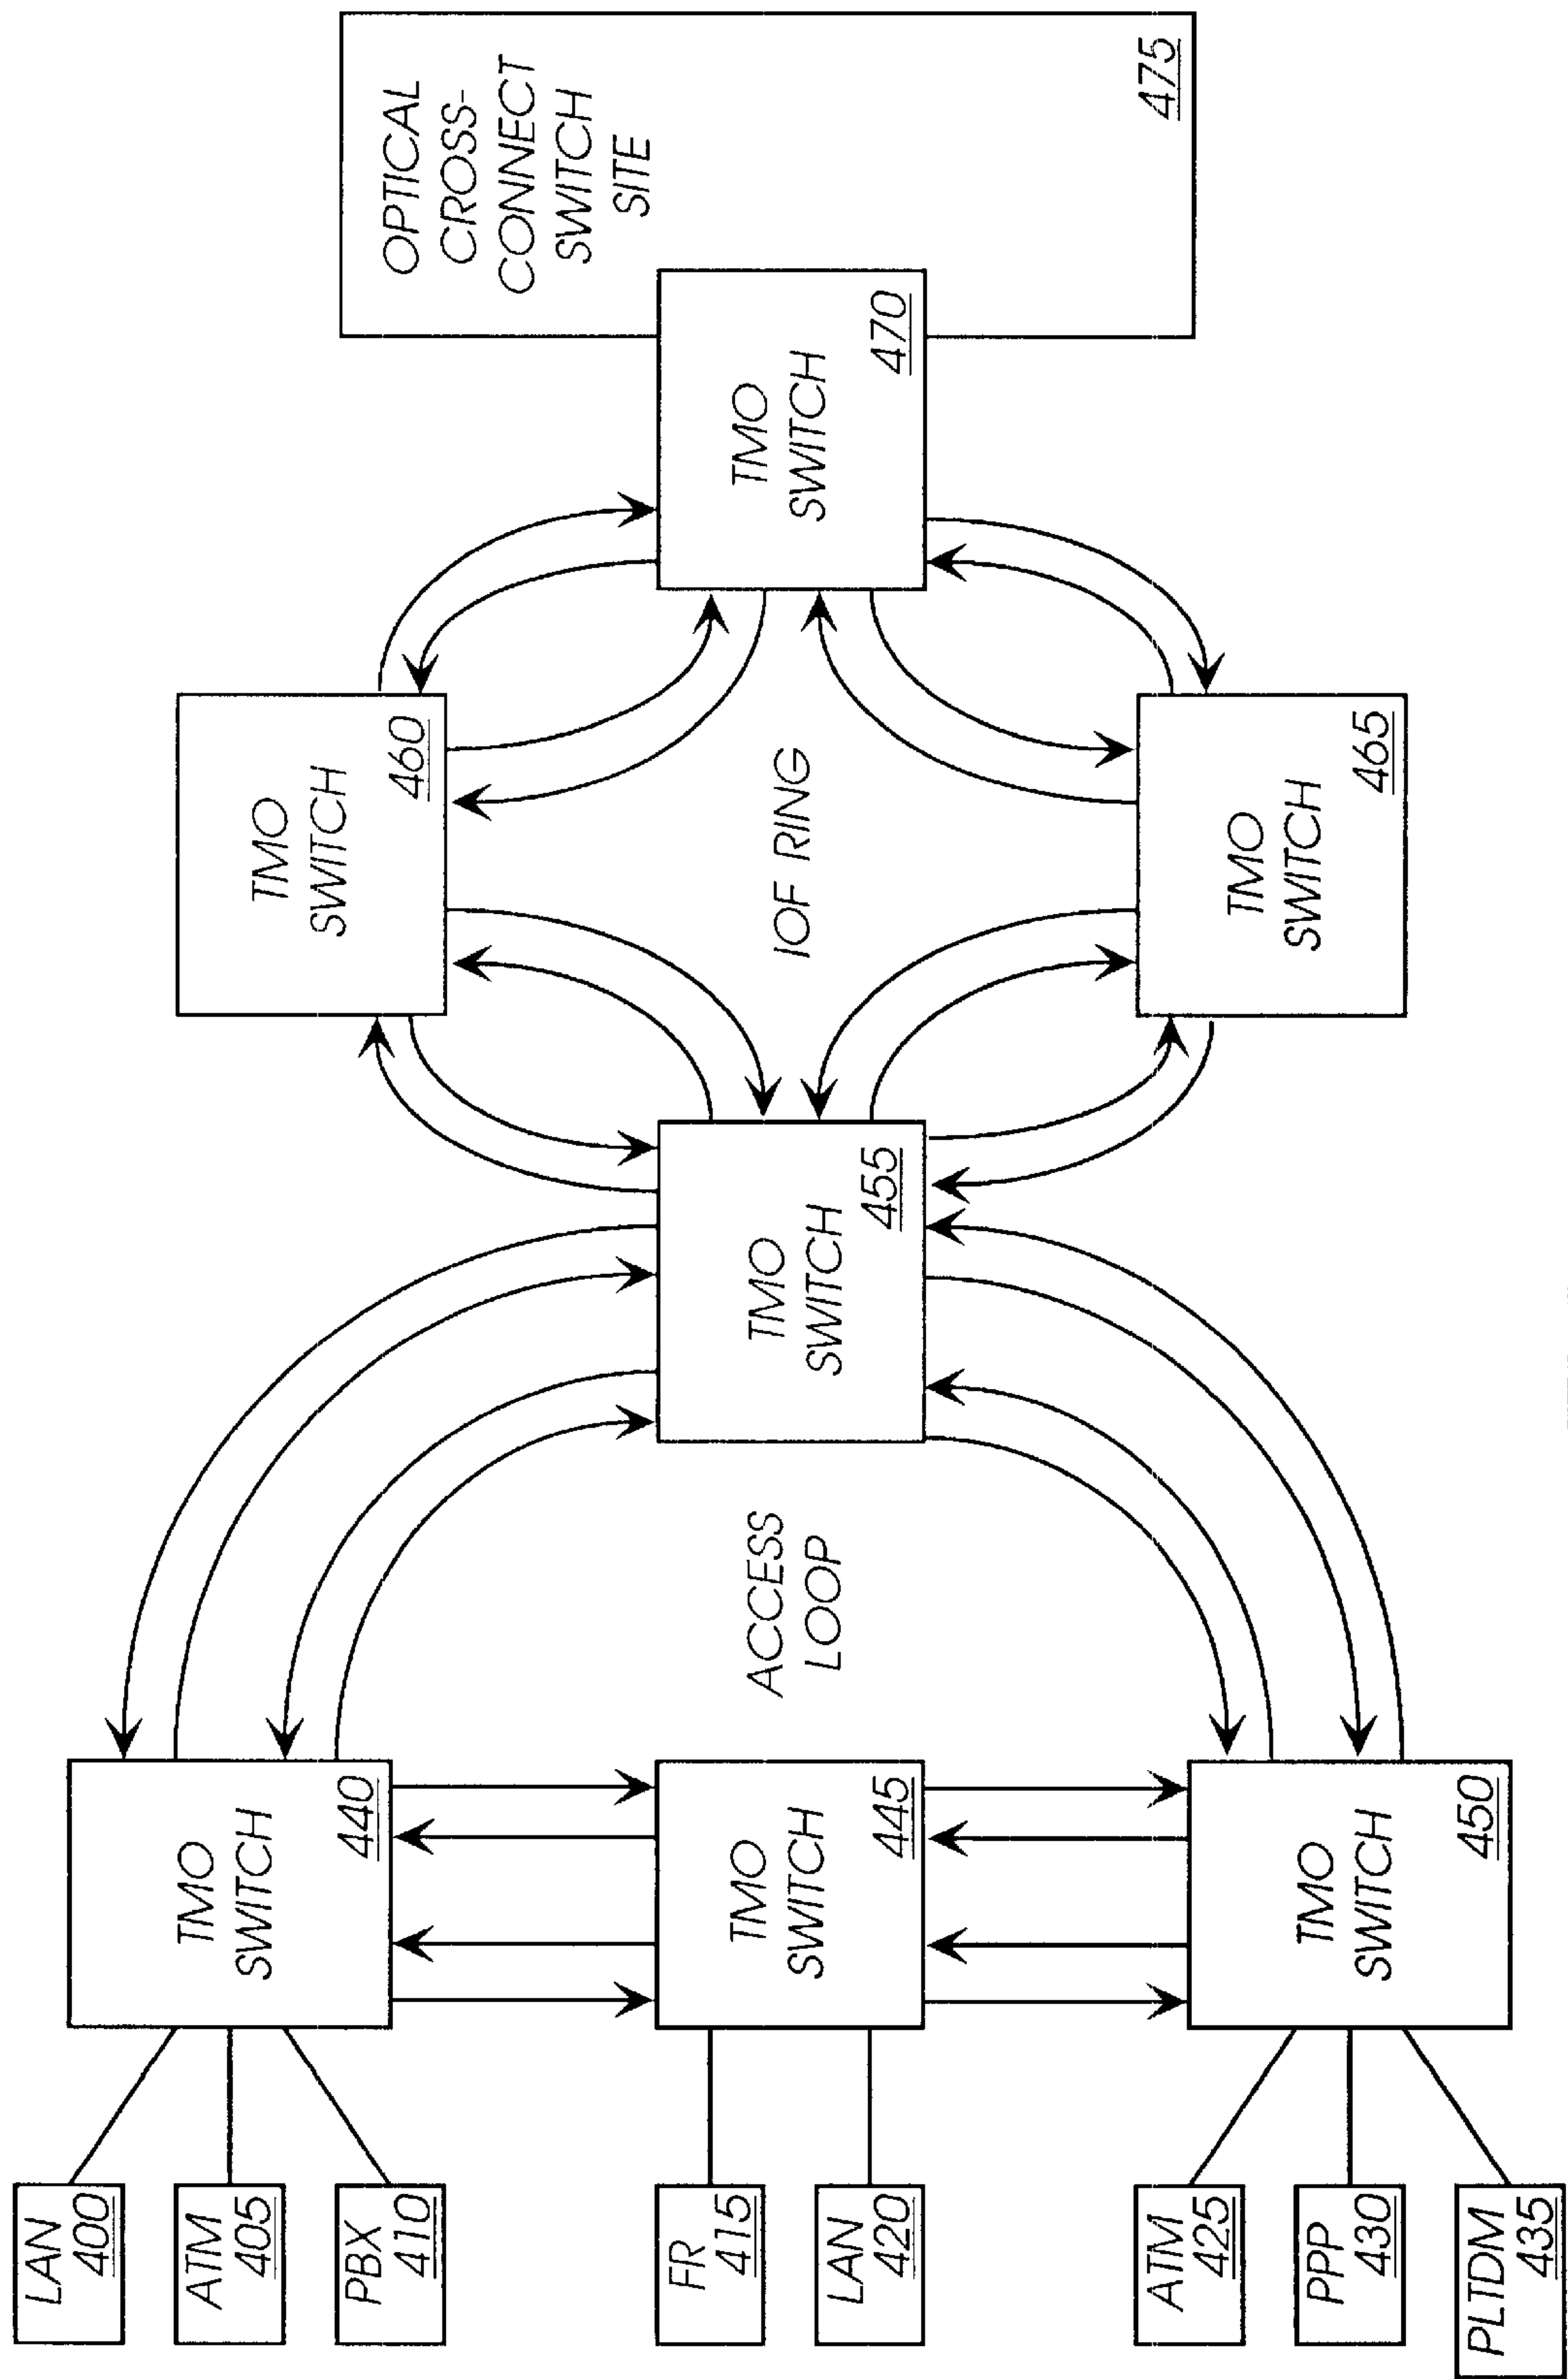 LAN
400
ATM
405
PBX
410
FR
415
LAN
420
ATM
425
PPP
430
PLTDM
435
TMO
SWITCH
440
TMO
SWITCH
445
TMO
SWITCH
450
ACCESS
LOOP
TMO
SWITCH
455
TMO
SWITCH
460
IOF RING
TMO
SWITCH
465
TMO
SWITCH
470
OPTICAL
CROSS-
CONNECT
SWITCH
SITE
475